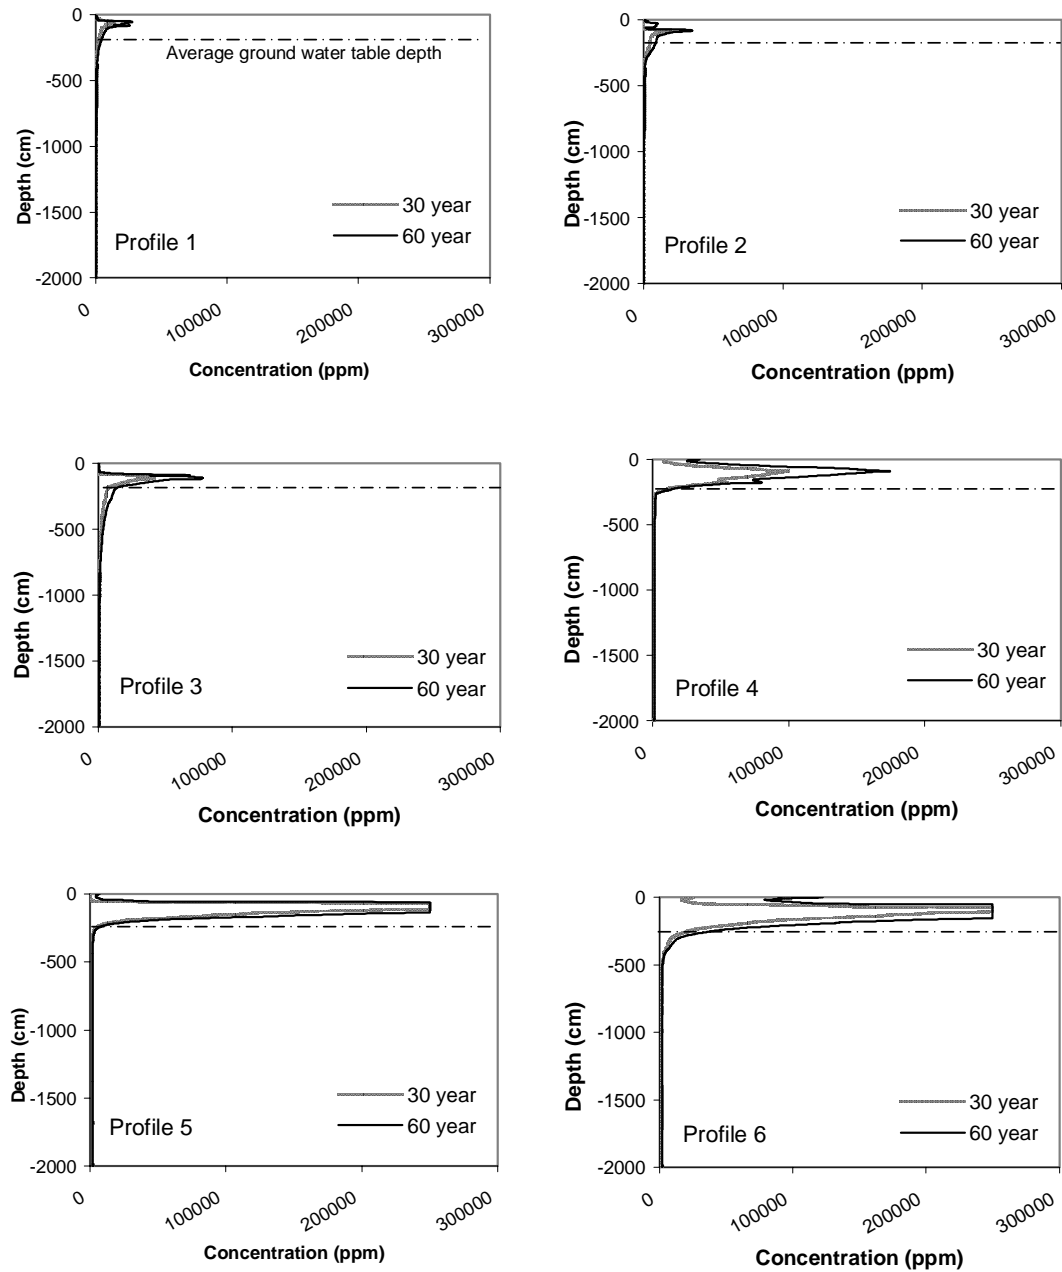 0
Average ground water table depth
-500
-1000
-1500
-2000
Depth (cm)
30 year
60 year
Profile 1
0
100000
200000
300000
Concentration (ppm)
0
-500
-1000
-1500
-2000
Depth (cm)
30 year
60 year
Profile 2
0
100000
200000
300000
Concentration (ppm)
0
-500
-1000
-1500
-2000
Depth (cm)
30 year
60 year
Profile 3
0
100000
200000
300000
Concentration (ppm)
0
-500
-1000
-1500
-2000
Depth (cm)
30 year
60 year
Profile 4
0
100000
200000
300000
Concentration (ppm)
0
-500
-1000
-1500
-2000
Depth (cm)
30 year
60 year
Profile 5
0
100000
200000
300000
Concentration (ppm)
0
-500
-1000
-1500
-2000
Depth (cm)
30 year
60 year
Profile 6
0
100000
200000
300000
Concentration (ppm)